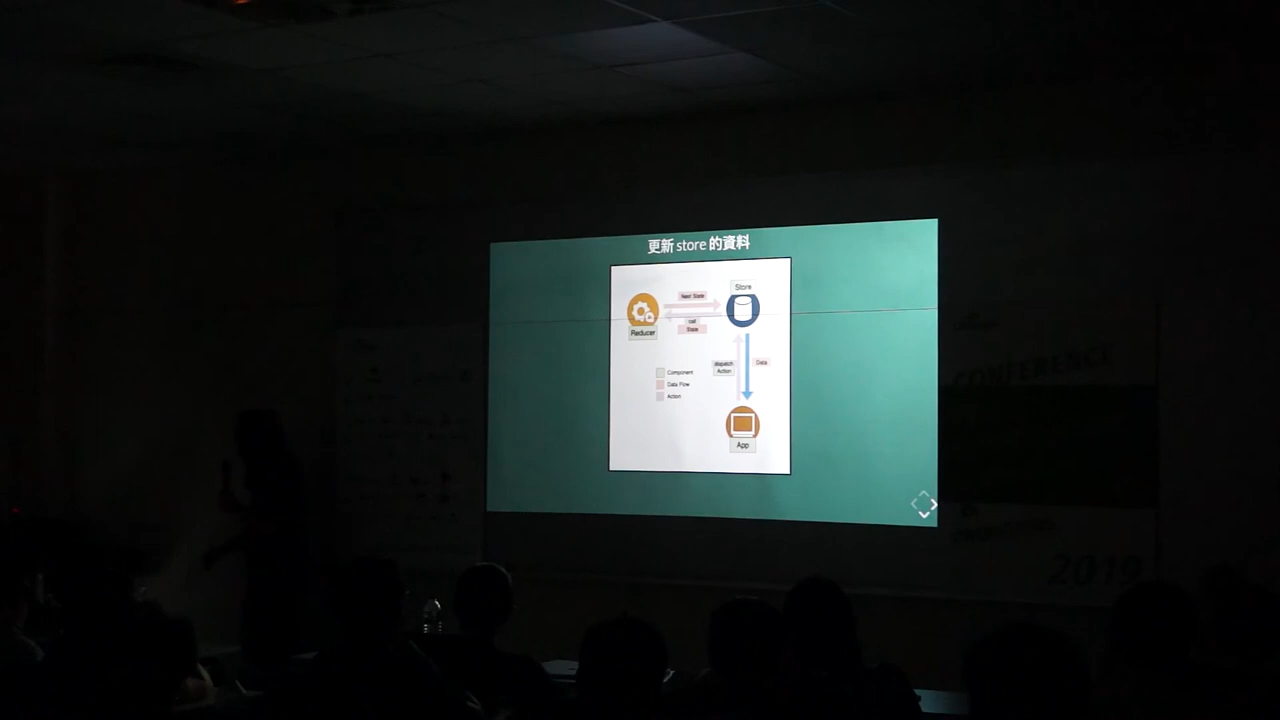 更新 store 的資料
Store
Next State
call
State
Reducer
dispatch
Action
Data
Component
Data Flow
Action
App
CONFERENCE
2019